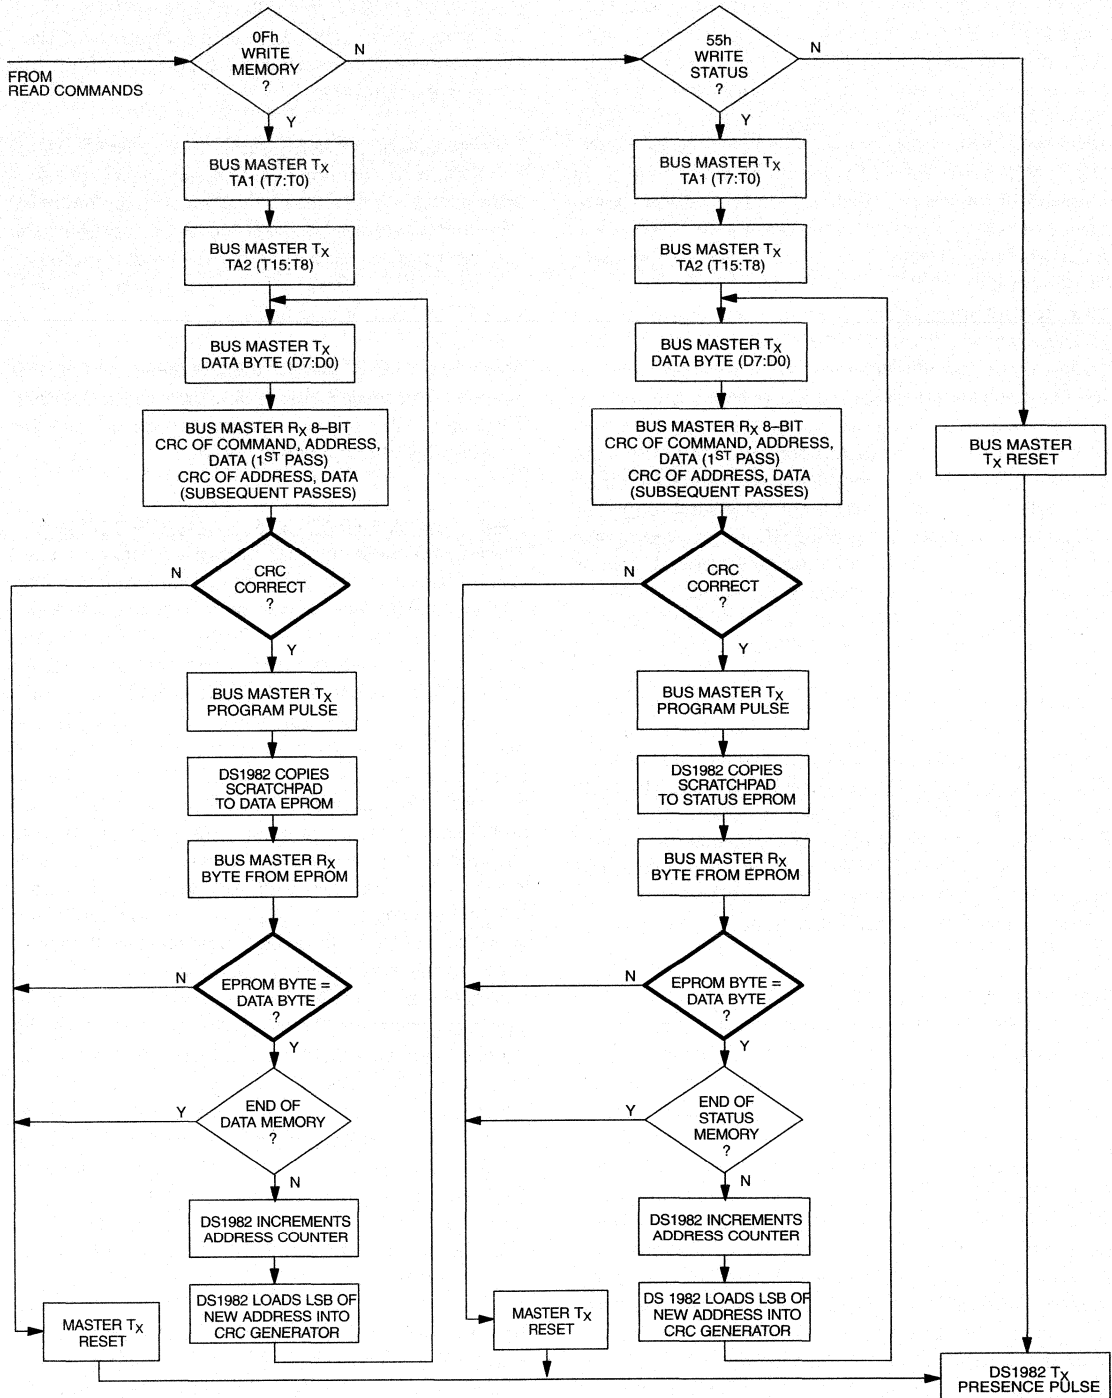 FROM
READ COMMANDS
0Fh
WRITE
MEMORY
?
N
Y
BUS MASTER TX
TA1 (T7:T0)
BUS MASTER TX
TA2 (T15:T8)
BUS MASTER TX
DATA BYTE (D7:D0)
BUS MASTER RX 8–BIT
CRC OF COMMAND, ADDRESS,
DATA (1ST PASS)
CRC OF ADDRESS, DATA
(SUBSEQUENT PASSES)
CRC
CORRECT
?
N
Y
BUS MASTER TX
PROGRAM PULSE
DS1982 COPIES
SCRATCHPAD
TO DATA EPROM
BUS MASTER RX
BYTE FROM EPROM
EPROM BYTE =
DATA BYTE
?
N
Y
END OF
DATA MEMORY
?
Y
N
DS1982 INCREMENTS
ADDRESS COUNTER
DS1982 LOADS LSB OF
NEW ADDRESS INTO
CRC GENERATOR
MASTER TX
RESET
55h
WRITE
STATUS
?
N
Y
BUS MASTER TX
TA1 (T7:T0)
BUS MASTER TX
TA2 (T15:T8)
BUS MASTER TX
DATA BYTE (D7:D0)
BUS MASTER RX 8–BIT
CRC OF COMMAND, ADDRESS,
DATA (1ST PASS)
CRC OF ADDRESS, DATA
(SUBSEQUENT PASSES)
CRC
CORRECT
?
N
Y
BUS MASTER TX
PROGRAM PULSE
DS1982 COPIES
SCRATCHPAD
TO STATUS EPROM
BUS MASTER RX
BYTE FROM EPROM
EPROM BYTE =
DATA BYTE
?
N
Y
END OF
STATUS
MEMORY
?
Y
N
DS1982 INCREMENTS
ADDRESS COUNTER
DS 1982 LOADS LSB OF
NEW ADDRESS INTO
CRC GENERATOR
MASTER TX
RESET
BUS MASTER
TX RESET
DS1982 TX
PRESENCE PULSE